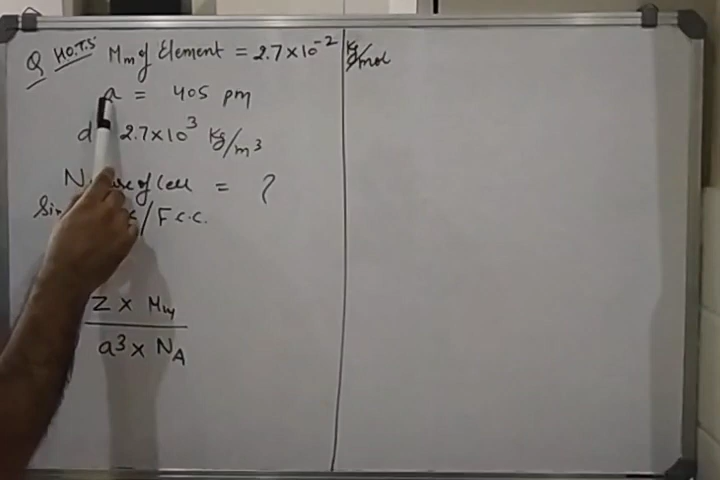 Q H.O.T.S' Mm of Element = 2.7×10⁻² kg/mol
a = 405 pm
d 2.7×10³ Kg/m³
of Cell = ?
/ F.C.C.
Z × Mm
a³ × NA